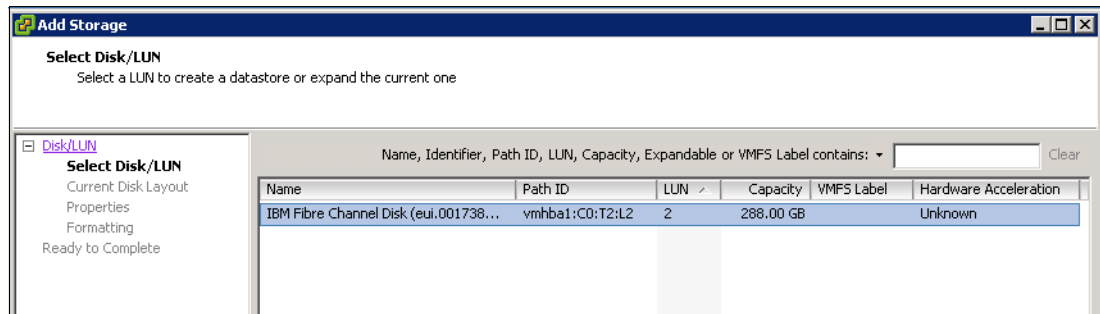 Add Storage
Select Disk/LUN
Select a LUN to create a datastore or expand the current one
Disk/LUN
Select Disk/LUN
Current Disk Layout
Properties
Formatting
Ready to Complete
Name, Identifier, Path ID, LUN, Capacity, Expandable or VMFS Label contains: Clear
Name Path ID LUN Capacity VMFS Label Hardware Acceleration
IBM Fibre Channel Disk (eui.001738... vmhba1:C0:T2:L2 2 288.00 GB Unknown